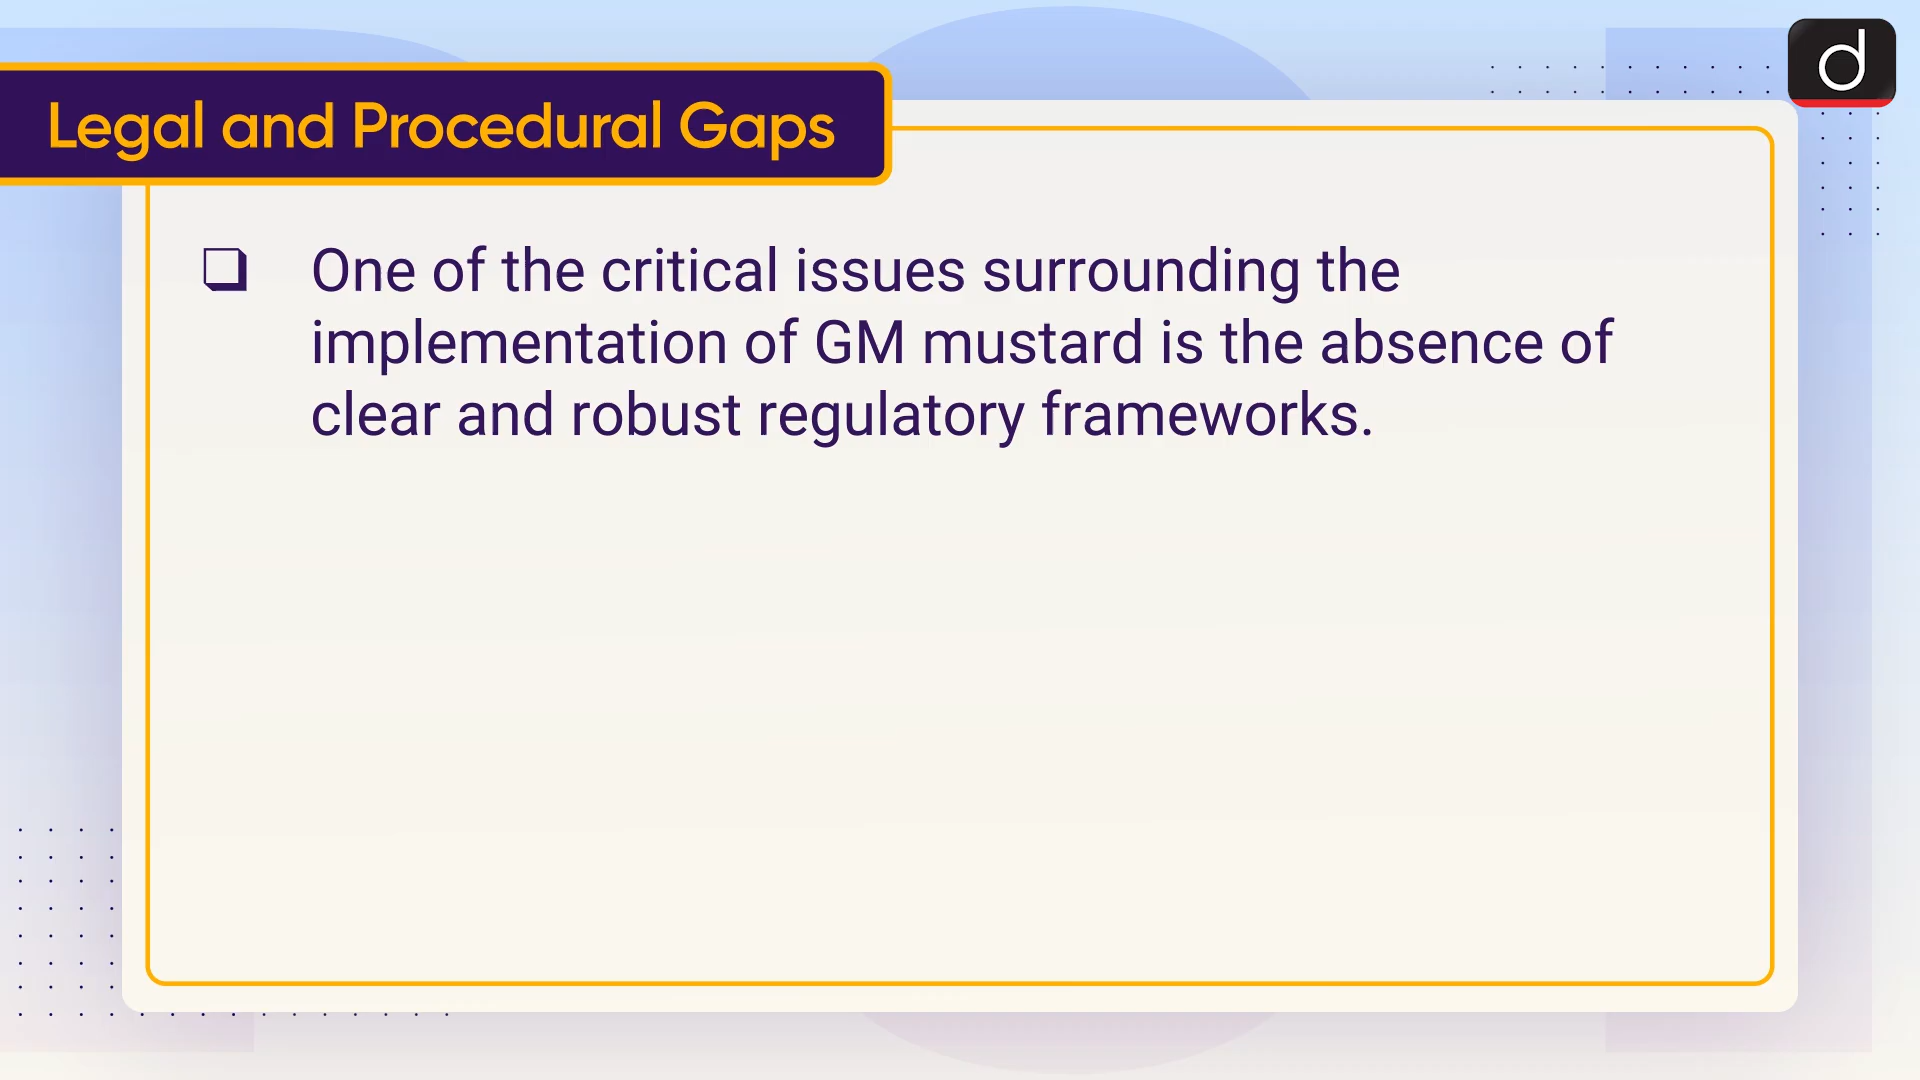 d
Legal and Procedural Gaps
❑ One of the critical issues surrounding the
implementation of GM mustard is the absence of
clear and robust regulatory frameworks.